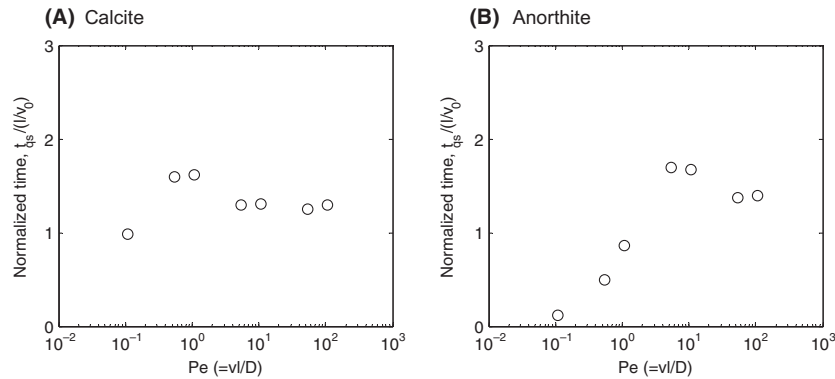 (A) Calcite
3
2
1
0
Normalized time, t_qs/(l/v_0)
10^-2 10^-1 10^0 10^1 10^2 10^3
Pe (=vl/D)
(B) Anorthite
3
2
1
0
Normalized time, t_qs/(l/v_0)
10^-2 10^-1 10^0 10^1 10^2 10^3
Pe (=vl/D)